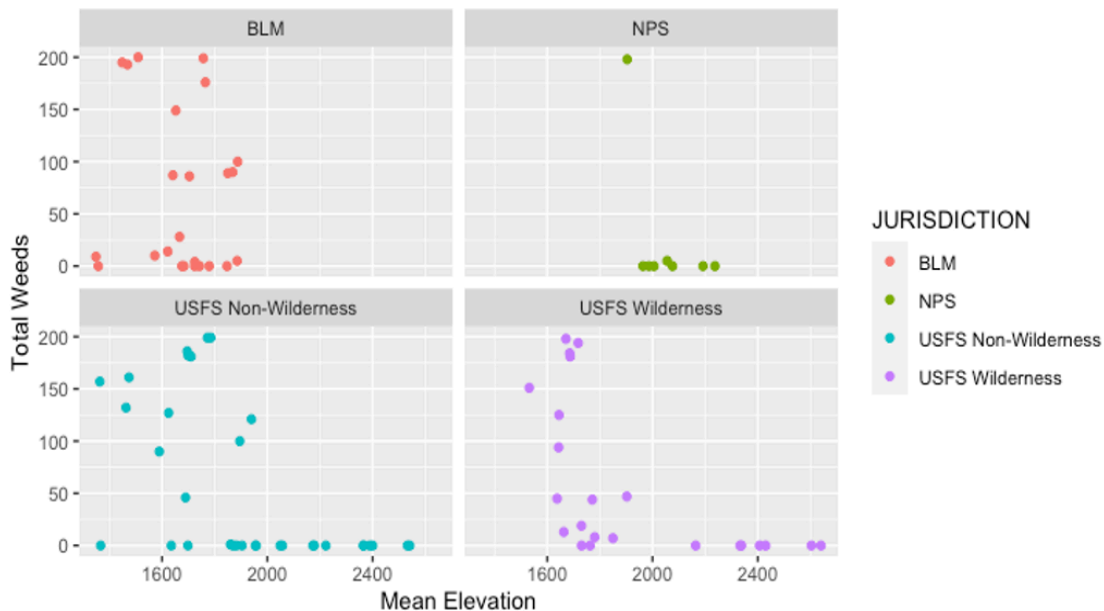 BLM
NPS
200
150
100
50
0
USFS Non-Wilderness
USFS Wilderness
200
150
100
50
0
1600
2000
2400
1600
2000
2400
Total Weeds
Mean Elevation
JURISDICTION
BLM
NPS
USFS Non-Wilderness
USFS Wilderness